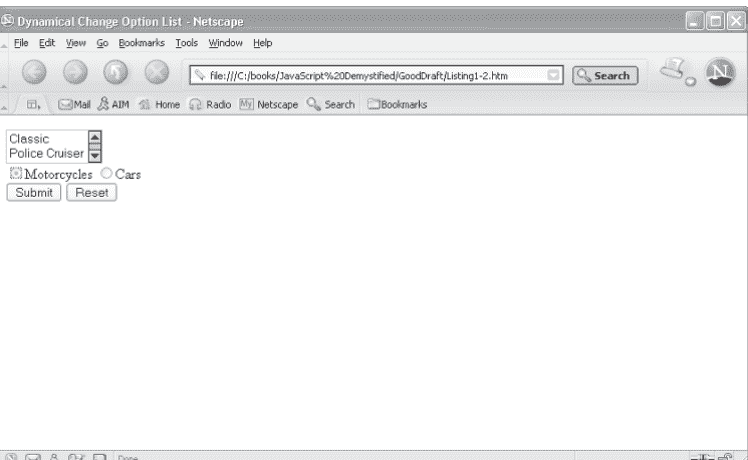 Dynamical Change Option List - Netscape
File Edit View Go Bookmarks Tools Window Help
file:///C:/books/JavaScript%20Demystified/GoodDraft/Listing1-2.htm Search
N
Mail AIM Home Radio My Netscape Search Bookmarks
Classic
Police Cruiser
Motorcycles Cars
Submit Reset
Done